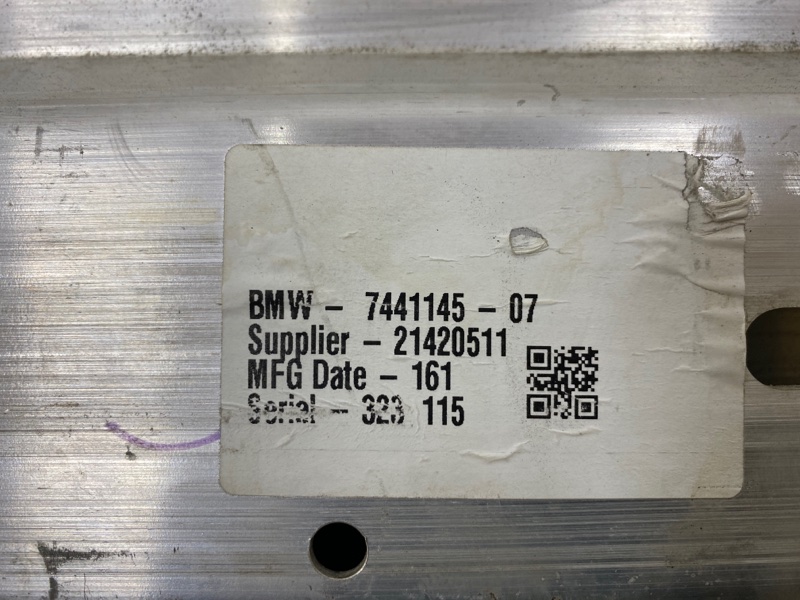 BMW – 7441145 – 07
Supplier – 21420511
MFG Date – 161
Serial – 323 115